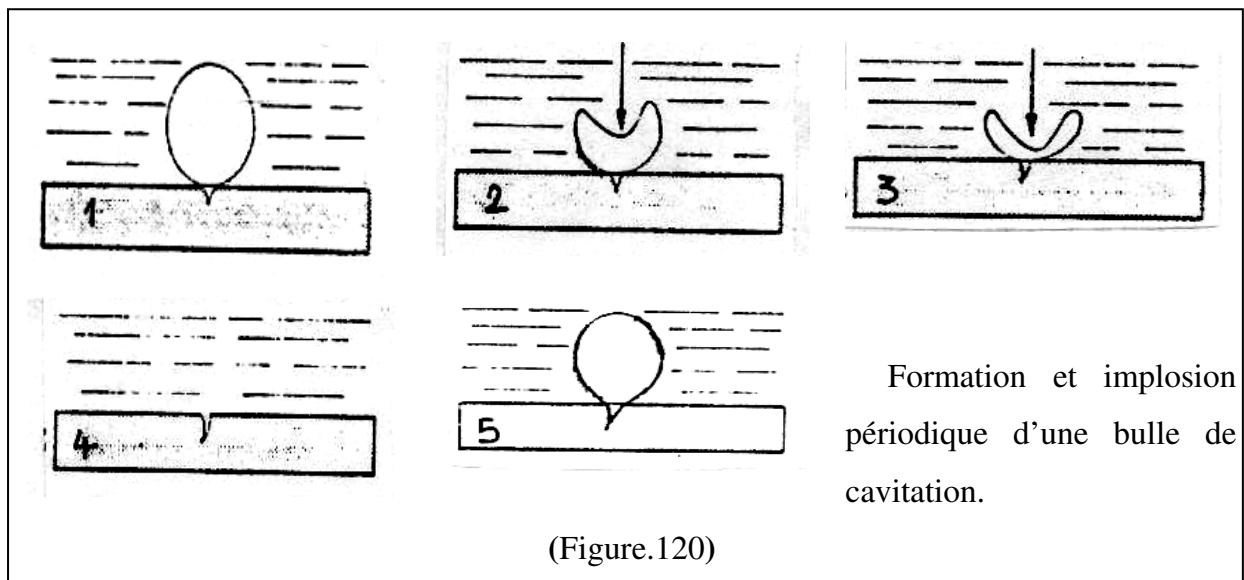 1
2
3
4
5
Formation et implosion
périodique d'une bulle de
cavitation.
(Figure.120)